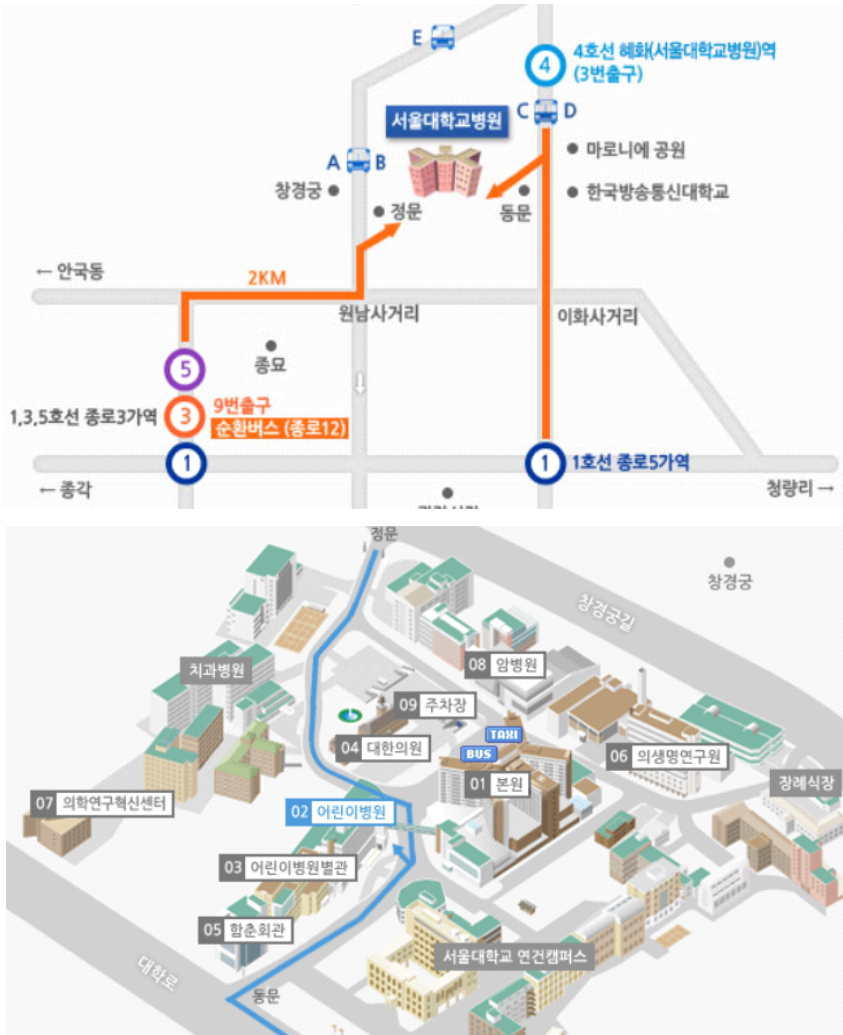 E
4
4호선 혜화(서울대학교병원)역
(3번출구)
C
D
서울대학교병원
A
B
마로니에 공원
창경궁
정문
동문
한국방송통신대학교
← 안국동
2KM
원남사거리
이화사거리
종묘
5
1,3,5호선 종로3가역
3
9번출구
순환버스 (종로12)
1
1
1호선 종로5가역
← 종각
청량리 →
정문
창경궁
창경궁길
치과병원
08 암병원
09 주차장
TAXI
04 대한의원
BUS
06 의생명연구원
01 본원
장례식장
07 의학연구혁신센터
02 어린이병원
03 어린이병원별관
05 함춘회관
서울대학교 연건캠퍼스
대학로
동문